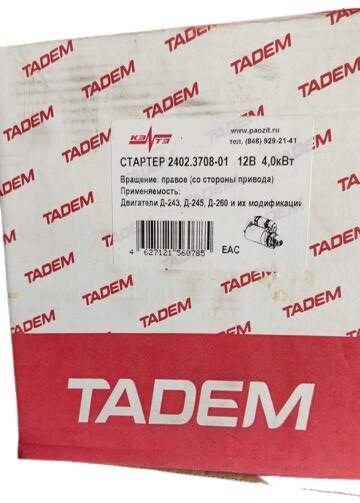 TADEM
TADEM
TADEM
КЗАТЭ
www.paozit.ru
тел. (846) 929-21-41
СТАРТЕР 2402.3708-01 12В 4,0кВт
Вращение: правое (со стороны привода)
Применяемость:
Двигатели Д-243, Д-245, Д-260 и их модификации
4 627121 560785
ЕАС
TADEM
TADEM
TADEM
TADEM
TADEM
TADEM
TADEM